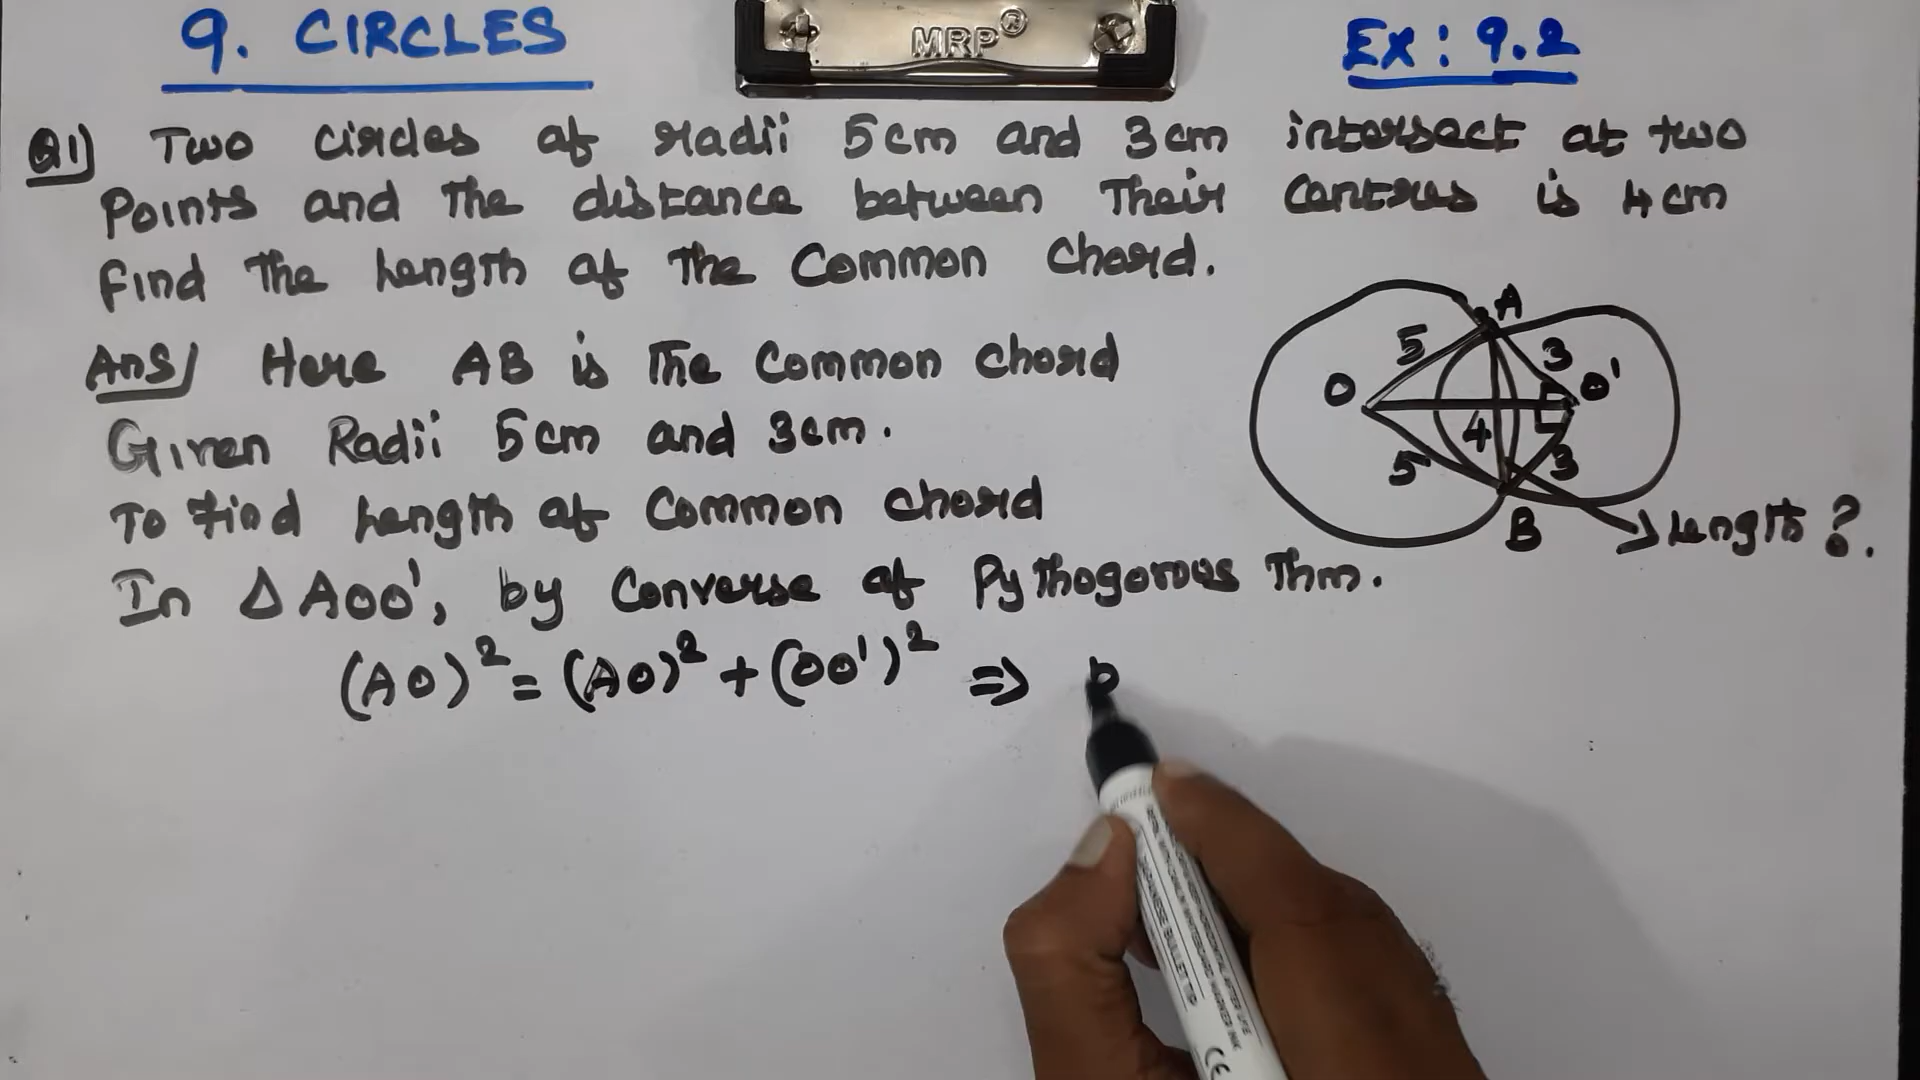 9. CIRCLES
MRP®
Ex: 9.2
Q1) Two circles of radii 5cm and 3cm intersect at two
Points and The distance between Their Centres is 4cm
Find The length of The Common Chord.
Ans/ Here AB is The Common chord
Given Radii 5cm and 3cm.
To find length of Common chord
In △AOO', by Converse of Pythogorous Thm.
(AO)² = (AO)² + (OO')² ⇒
A
5
3
O
O'
4
5
3
B
Length ?.
CE